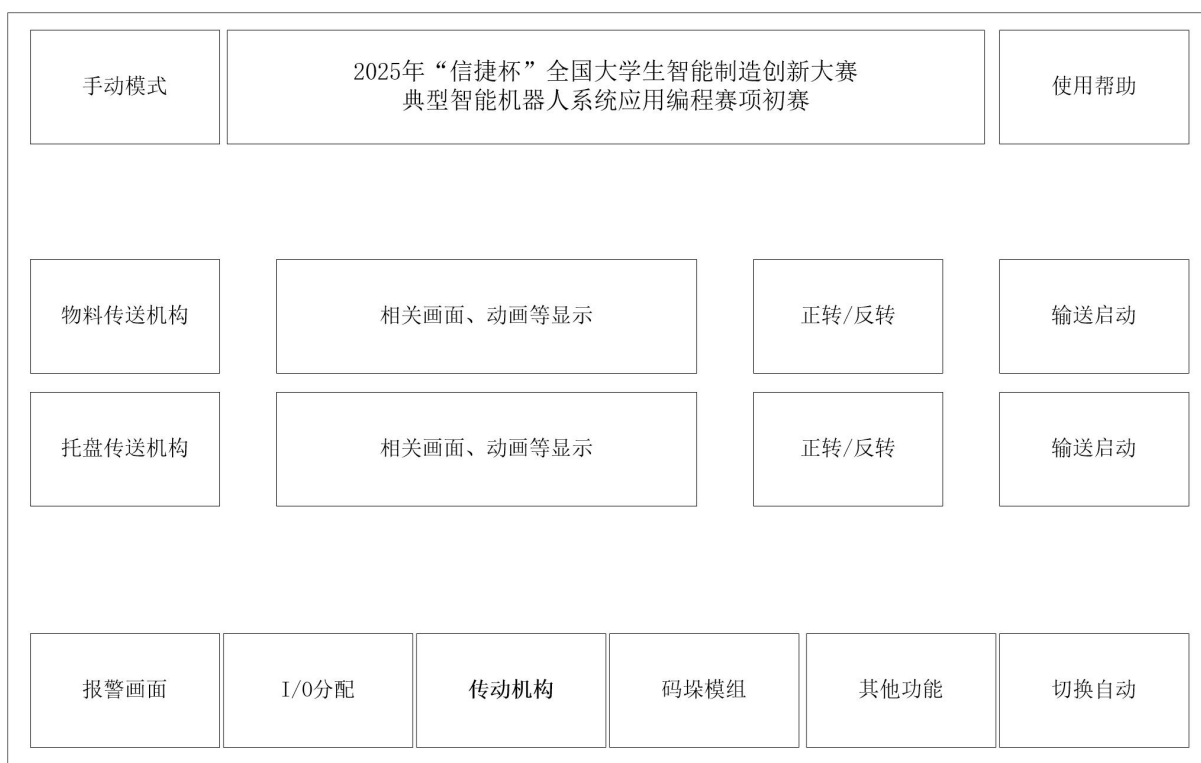 手动模式
2025年“信捷杯”全国大学生智能制造创新大赛
典型智能机器人系统应用编程赛项初赛
使用帮助
物料传送机构
相关画面、动画等显示
正转/反转
输送启动
托盘传送机构
相关画面、动画等显示
正转/反转
输送启动
报警画面
I/O分配
传动机构
码垛模组
其他功能
切换自动